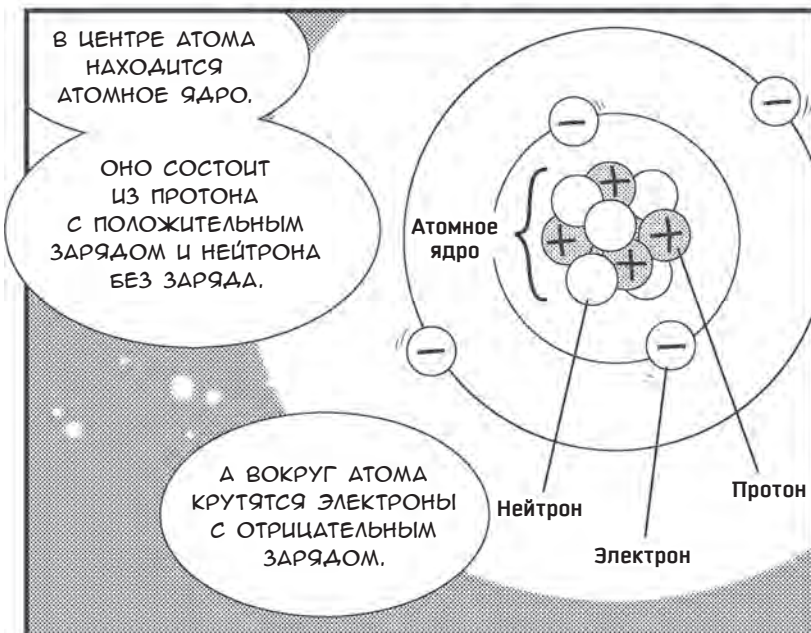 В ЦЕНТРЕ АТОМА
НАХОДИТСЯ
АТОМНОЕ ЯДРО.
ОНО СОСТОИТ
ИЗ ПРОТОНА
С ПОЛОЖИТЕЛЬНЫМ
ЗАРЯДОМ И НЕЙТРОНА
БЕЗ ЗАРЯДА.
Атомное
ядро
А ВОКРУГ АТОМА
КРУТЯТСЯ ЭЛЕКТРОНЫ
С ОТРИЦАТЕЛЬНЫМ
ЗАРЯДОМ.
Нейтрон
Электрон
Протон